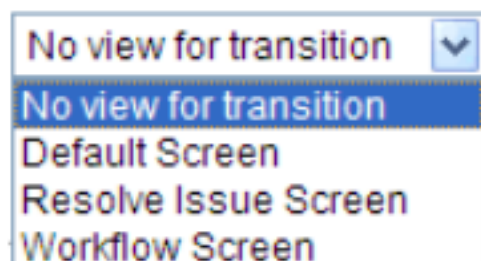 No view for transition
No view for transition
Default Screen
Resolve Issue Screen
Workflow Screen